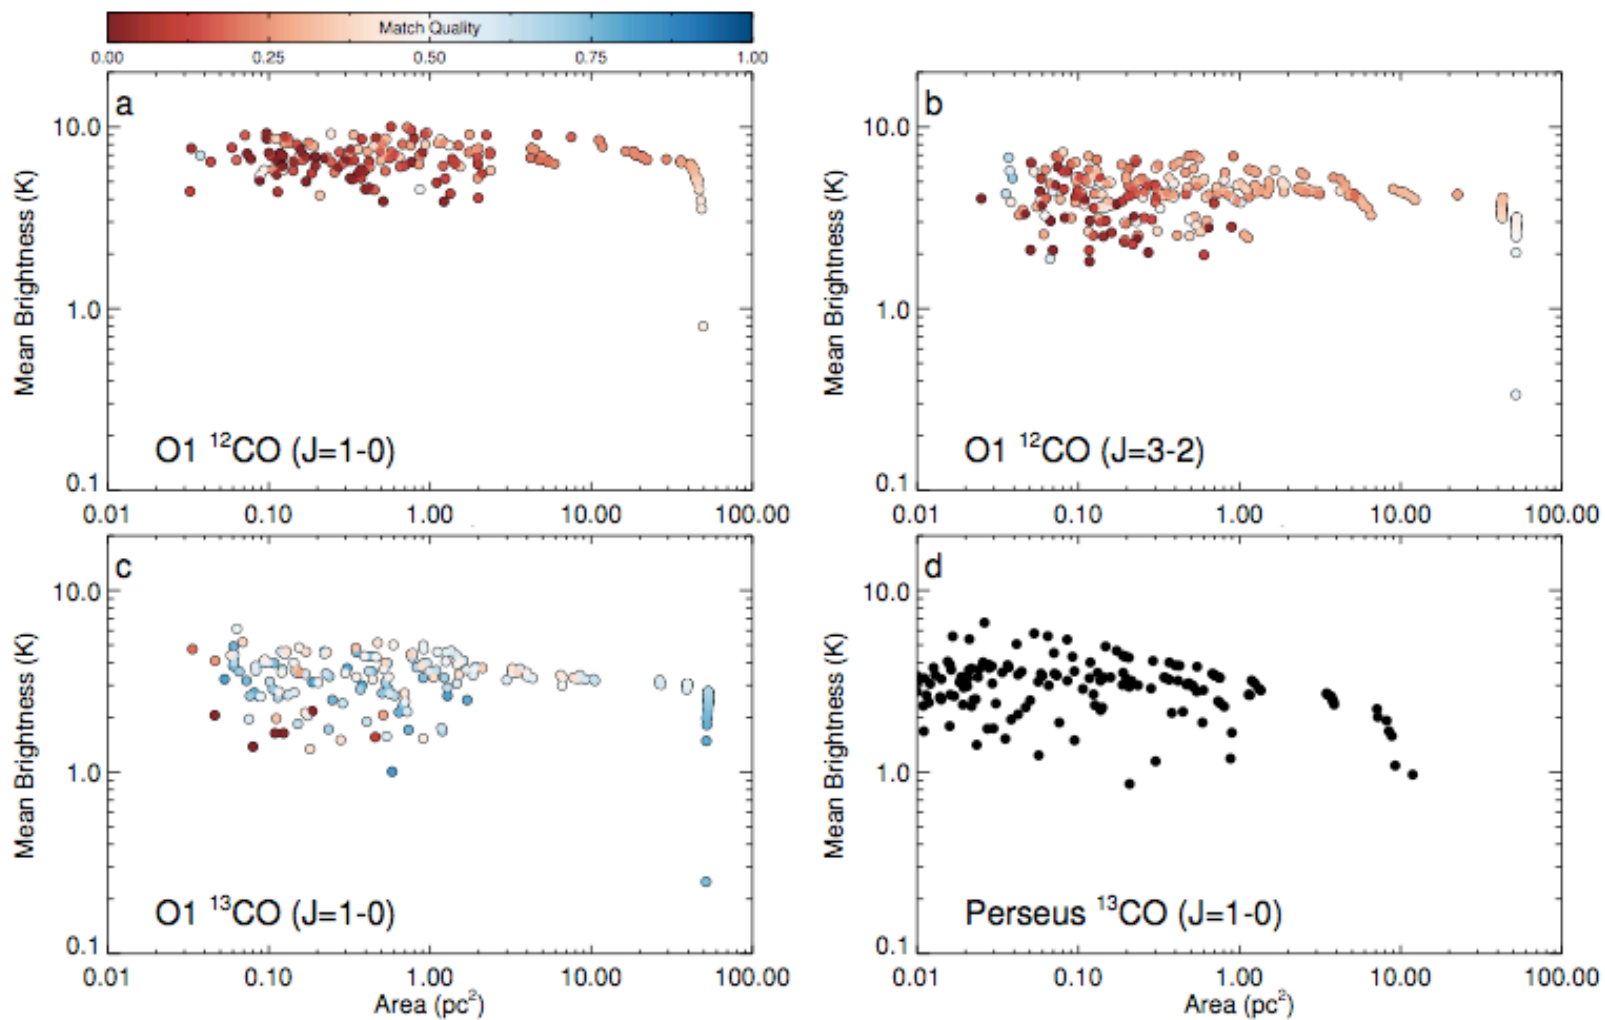 Match Quality
0.00 0.25 0.50 0.75 1.00
a
10.0
1.0
0.1
Mean Brightness (K)
O1 ¹²CO (J=1-0)
0.01 0.10 1.00 10.00 100.00
b
10.0
1.0
0.1
Mean Brightness (K)
O1 ¹²CO (J=3-2)
0.01 0.10 1.00 10.00 100.00
c
10.0
1.0
0.1
Mean Brightness (K)
O1 ¹³CO (J=1-0)
0.01 0.10 1.00 10.00 100.00
Area (pc²)
d
10.0
1.0
0.1
Mean Brightness (K)
Perseus ¹³CO (J=1-0)
0.01 0.10 1.00 10.00 100.00
Area (pc²)